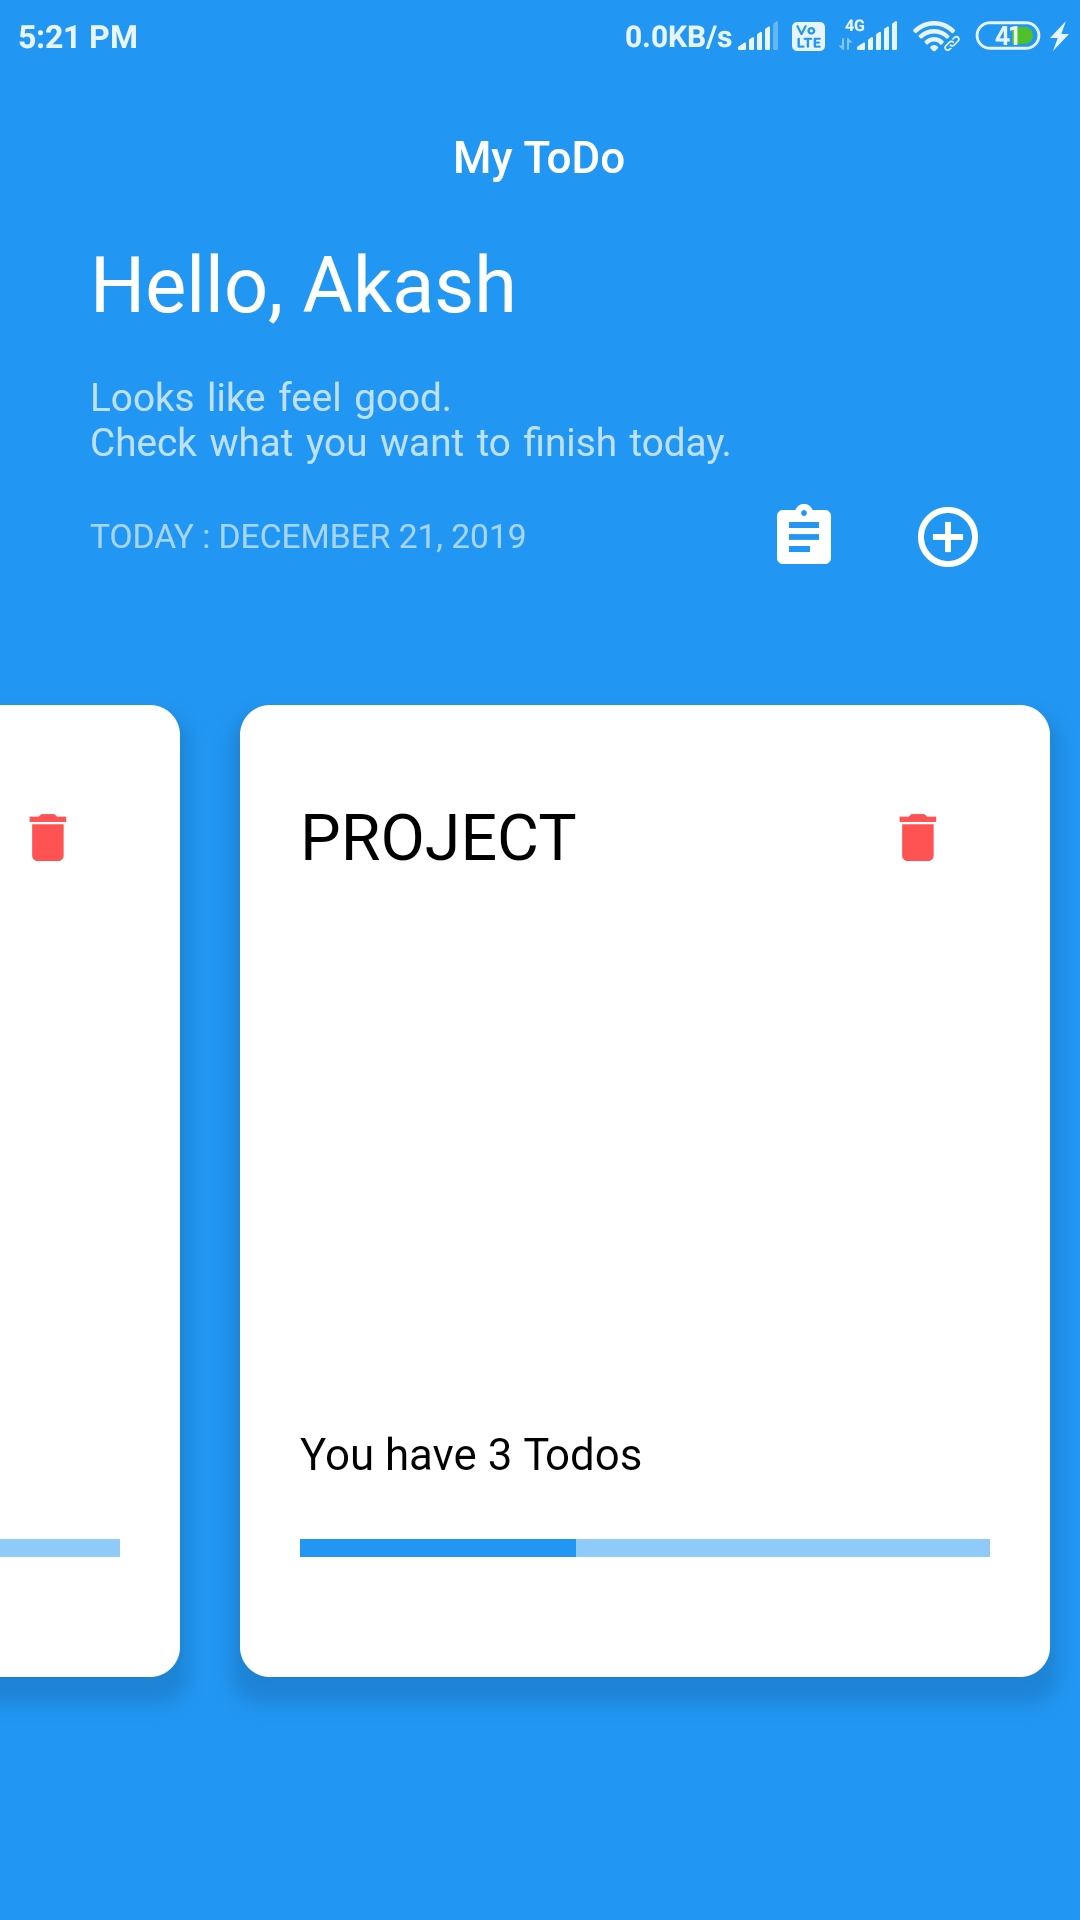 5:21 PM 0.0KB/s Vo LTE 4G 41
My ToDo
Hello, Akash
Looks like feel good.
Check what you want to finish today.
TODAY : DECEMBER 21, 2019
PROJECT
You have 3 Todos